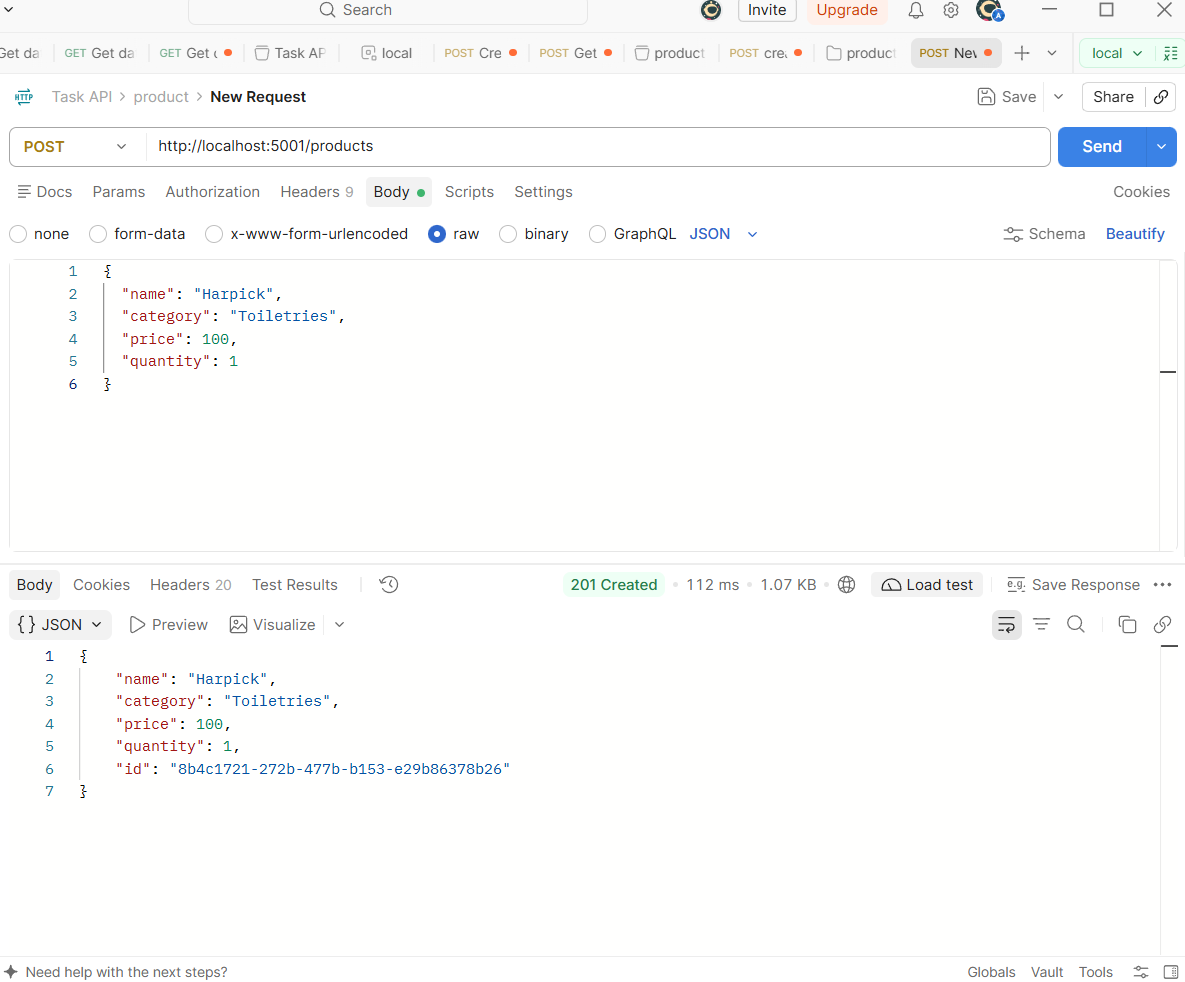 Search Invite Upgrade
Get da GET Get da GET Get Task AP local POST Cre POST Get product POST cre product POST New local
HTTP Task API > product > New Request Save Share
POST http://localhost:5001/products Send
Docs Params Authorization Headers 9 Body Scripts Settings Cookies
none form-data x-www-form-urlencoded raw binary GraphQL JSON Schema Beautify
1 {
2 "name": "Harpick",
3 "category": "Toiletries",
4 "price": 100,
5 "quantity": 1
6 }
Body Cookies Headers 20 Test Results 201 Created • 112 ms • 1.07 KB • Load test e.g. Save Response
{} JSON Preview Visualize
1 {
2 "name": "Harpick",
3 "category": "Toiletries",
4 "price": 100,
5 "quantity": 1,
6 "id": "8b4c1721-272b-477b-b153-e29b86378b26"
7 }
Need help with the next steps? Globals Vault Tools